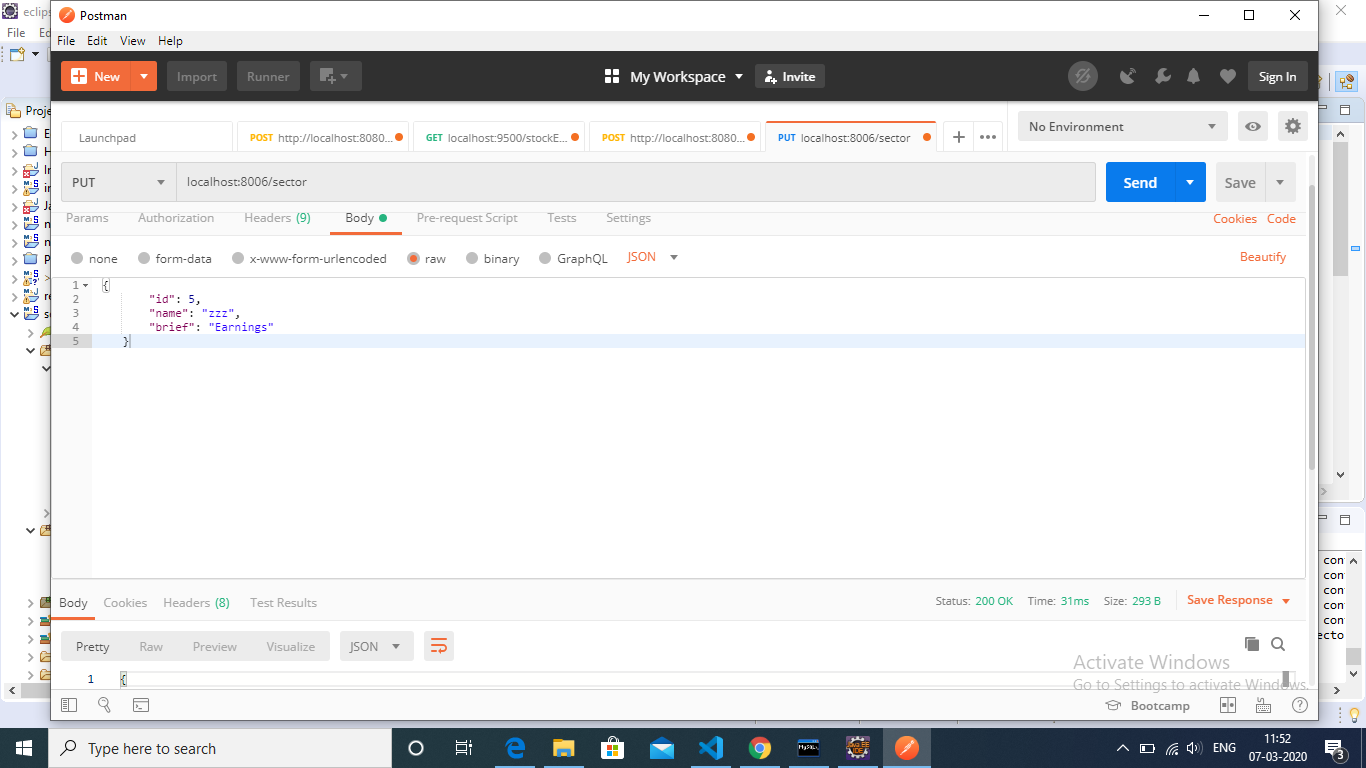 eclips
Postman
File Ed
File Edit View Help
New
Import
Runner
My Workspace
Invite
Sign In
Proje
Launchpad
POST http://localhost:8080...
GET localhost:9500/stockE...
POST http://localhost:8080...
PUT localhost:8006/sector
No Environment
PUT
localhost:8006/sector
Send
Save
Params
Authorization
Headers (9)
Body
Pre-request Script
Tests
Settings
Cookies Code
none
form-data
x-www-form-urlencoded
raw
binary
GraphQL
JSON
Beautify
1 {
2 "id": 5,
3 "name": "zzz",
4 "brief": "Earnings"
5 }
Body
Cookies
Headers (8)
Test Results
Status: 200 OK
Time: 31ms
Size: 293 B
Save Response
Pretty
Raw
Preview
Visualize
JSON
1 {
Activate Windows
Go to Settings to activate Windows.
Bootcamp
Type here to search
ENG
11:52
07-03-2020
3